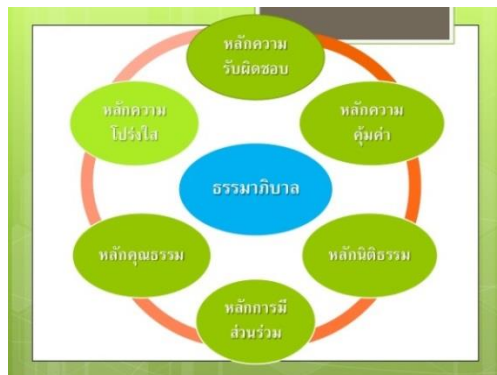 หลักความ
รับผิดชอบ
หลักความ
คุ้มค่า
หลักนิติธรรม
หลักการมี
ส่วนร่วม
หลักคุณธรรม
หลักความ
โปร่งใส
ธรรมาภิบาล